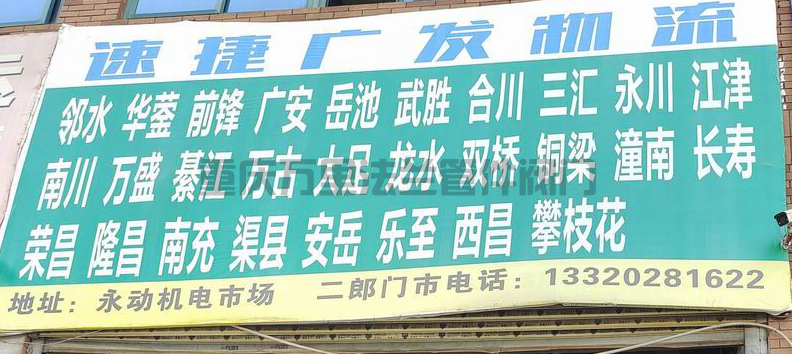 速捷广发物流
邻水 华蓥 前锋 广安 岳池 武胜 合川 三汇 永川 江津
南川 万盛 綦江 万古 大足 龙水 双桥 铜梁 潼南 长寿
荣昌 隆昌 南充 渠县 安岳 乐至 西昌 攀枝花
地址：永动机电市场 二郎门市电话：13320281622